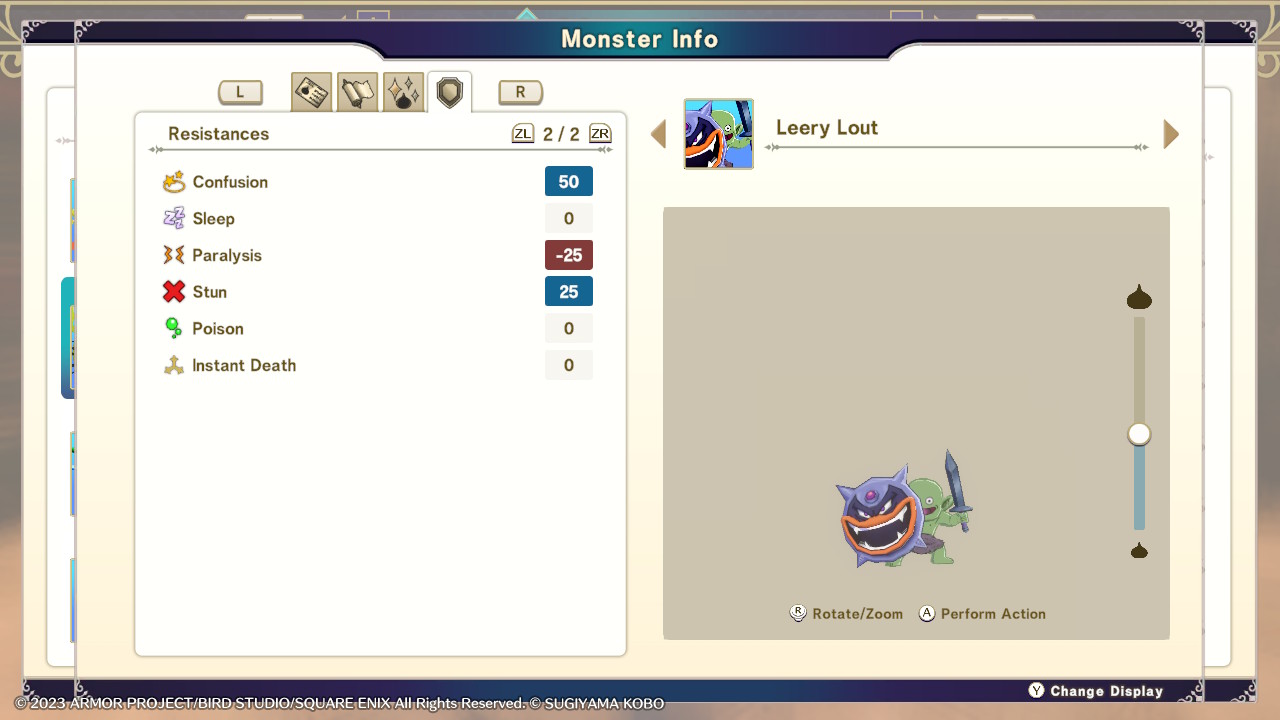 Monster Info
L
R
Resistances
ZL 2 / 2 ZR
Leery Lout
Confusion 50
Sleep 0
Paralysis -25
Stun 25
Poison 0
Instant Death 0
R Rotate/Zoom A Perform Action
Y Change Display
© 2023 ARMOR PROJECT/BIRD STUDIO/SQUARE ENIX All Rights Reserved. © SUGIYAMA KOBO